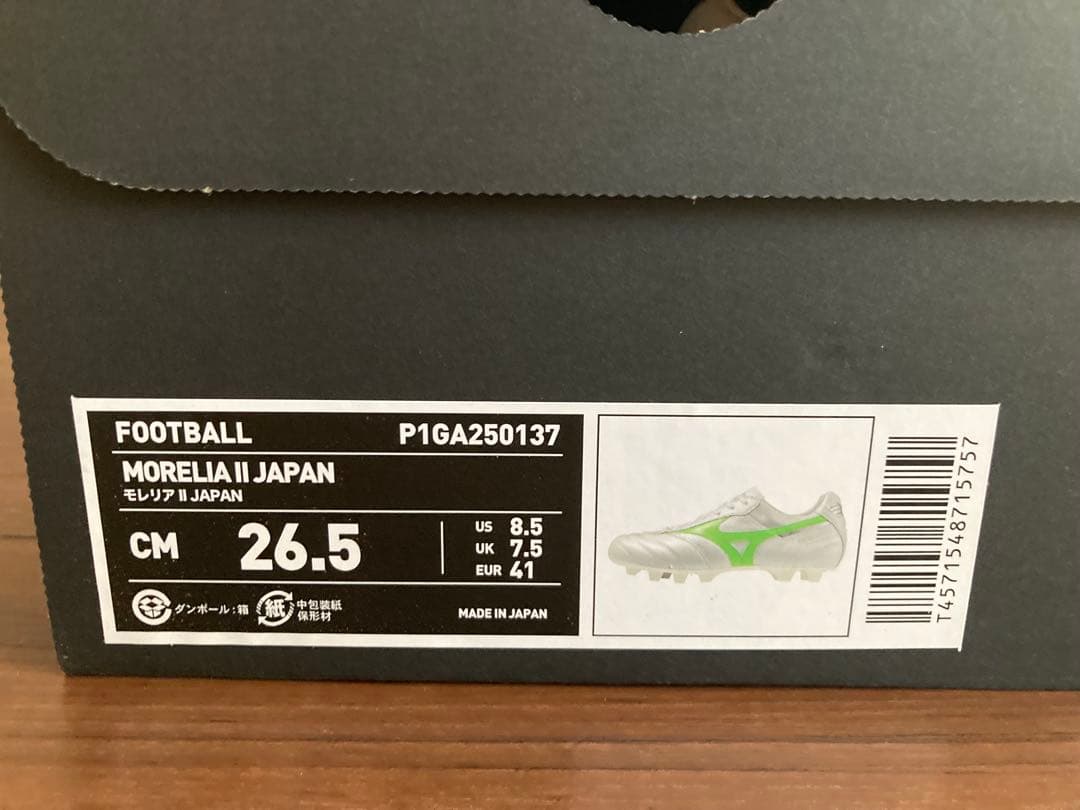 FOOTBALL P1GA250137
MORELIA II JAPAN
モレリア II JAPAN
CM 26.5
US 8.5
UK 7.5
EUR 41
ダンボール:箱
紙 中包装紙
保形材
MADE IN JAPAN
T4571548715757